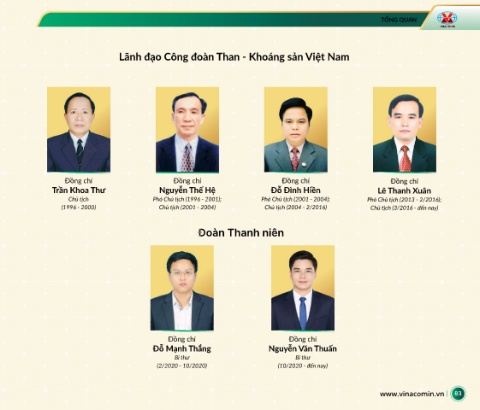 TỔNG QUAN
Lãnh đạo Công đoàn Than - Khoáng sản Việt Nam
Đồng chí
Trần Khoa Thư
Chủ tịch
(1996 - 2000)
Đồng chí
Nguyễn Thế Hệ
Phó Chủ tịch (1996 - 2001);
Chủ tịch (2001 - 2004)
Đồng chí
Đỗ Đình Hiền
Phó Chủ tịch (2001 - 2004);
Chủ tịch (2004 - 2/2016)
Đồng chí
Lê Thanh Xuân
Phó Chủ tịch (2013 - 2/2016);
Chủ tịch (3/2016 - đến nay)
Đoàn Thanh niên
Đồng chí
Đỗ Mạnh Thắng
Bí thư
(2/2020 - 10/2020)
Đồng chí
Nguyễn Văn Thuấn
Bí thư
(10/2020 - đến nay)
www.vinacomin.vn
83